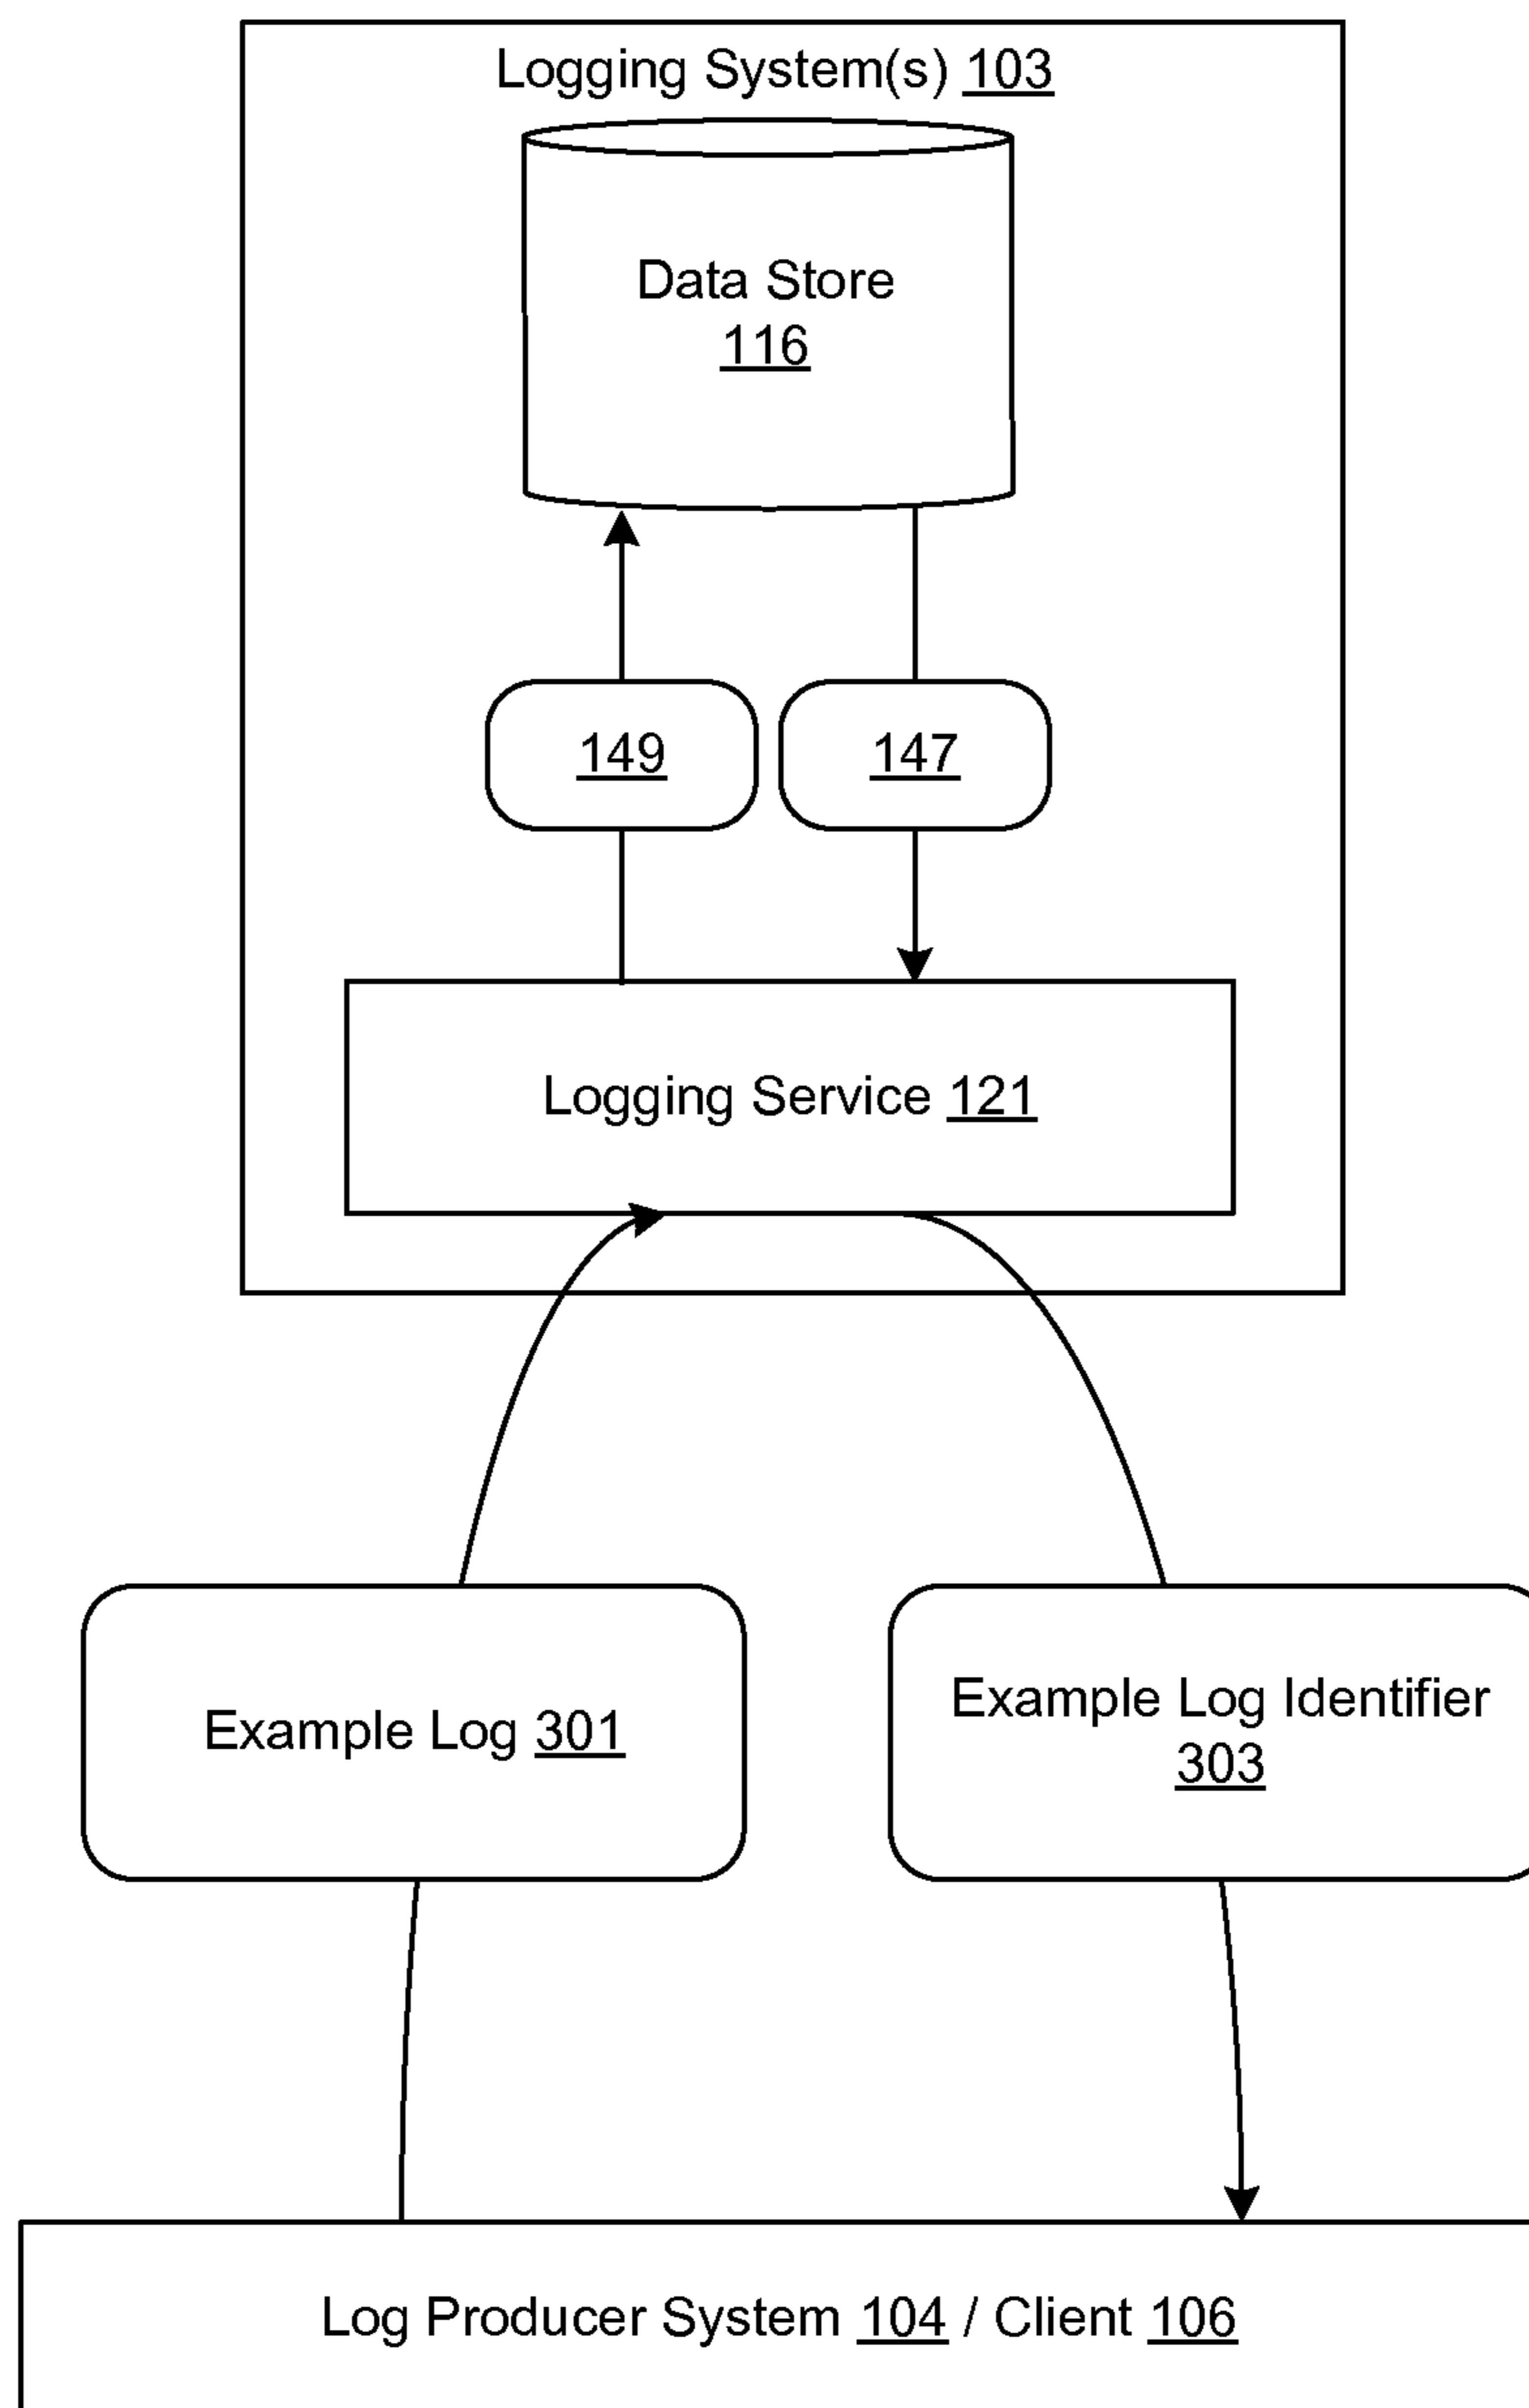 Logging System(s) 103
Data Store
116
149
147
Logging Service 121
Example Log 301
Example Log Identifier
303
Log Producer System 104 / Client 106